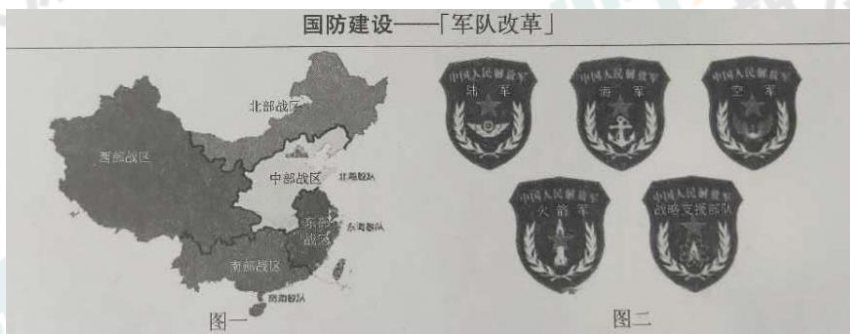 国防建设——「军队改革」
北部战区
西部战区
中部战区
北海舰队
东部
战区
东海舰队
南部战区
南海舰队
图一
中国人民解放军
陆 军
中国人民解放军
海 军
中国人民解放军
空 军
中国人民解放军
火箭军
中国人民解放军
战略支援部队
图二